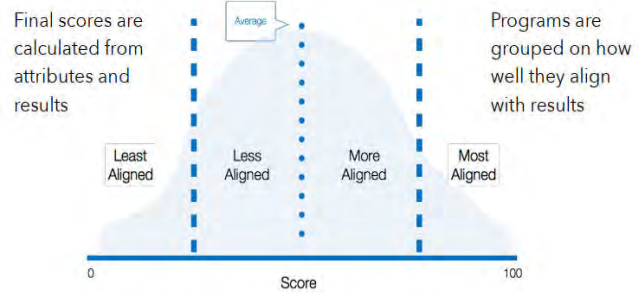 Final scores are
calculated from
attributes and
results
Average
Programs are
grouped on how
well they align
with results
Least
Aligned
Less
Aligned
More
Aligned
Most
Aligned
0
Score
100